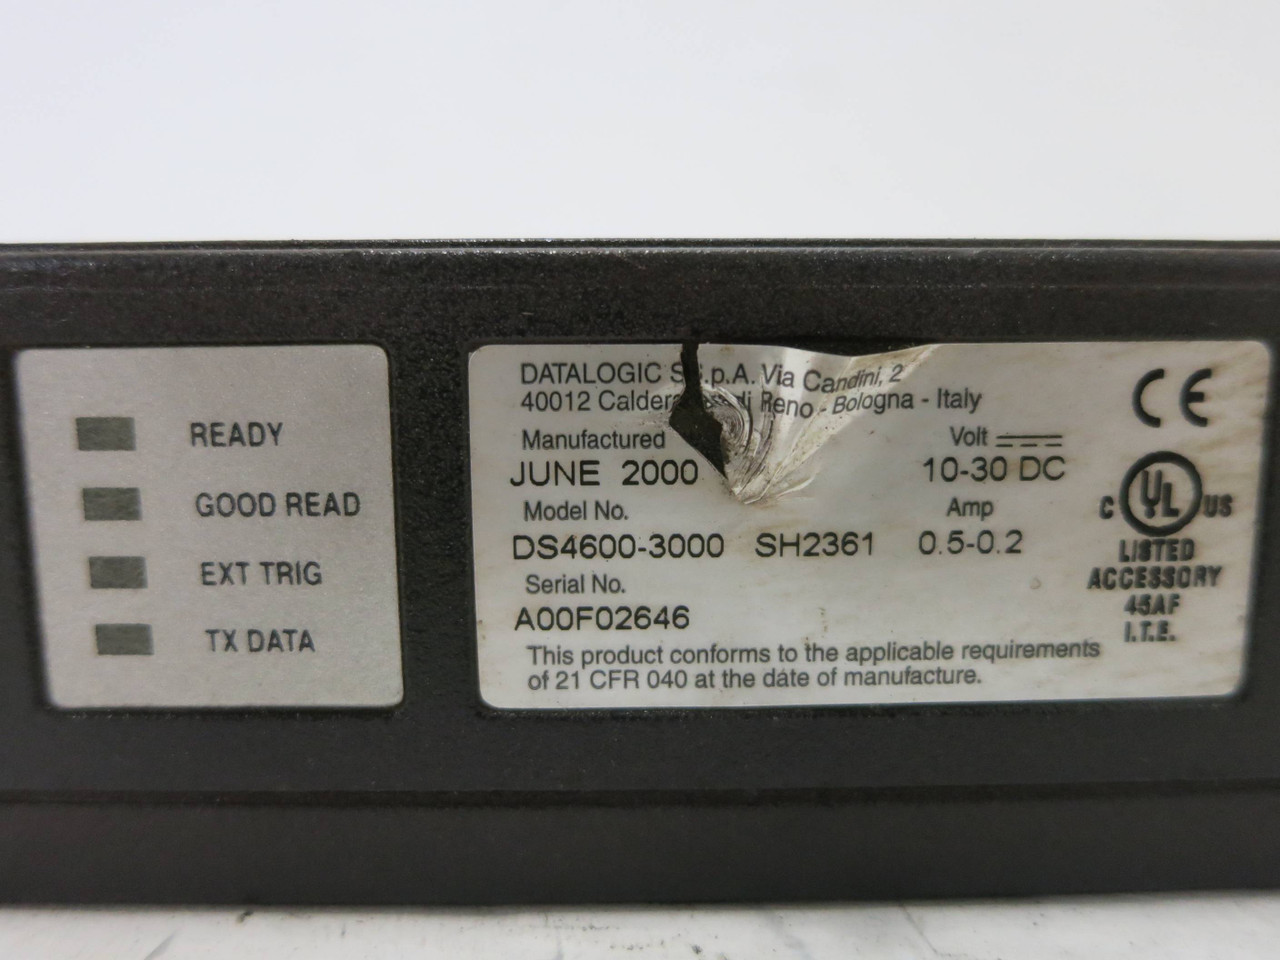 READY
GOOD READ
EXT TRIG
TX DATA
DATALOGIC S.p.A. Via Candini, 2
40012 di Reno - Bologna - Italy
Manufactured
JUNE 2000
Model No.
DS4600-3000 SH2361
Serial No.
A00F02646
Volt
10-30 DC
Amp
0.5-0.2
This product conforms to the applicable requirements
of 21 CFR 040 at the date of manufacture.
CE
C UL US
LISTED
ACCESSORY
45AF
I.T.E.